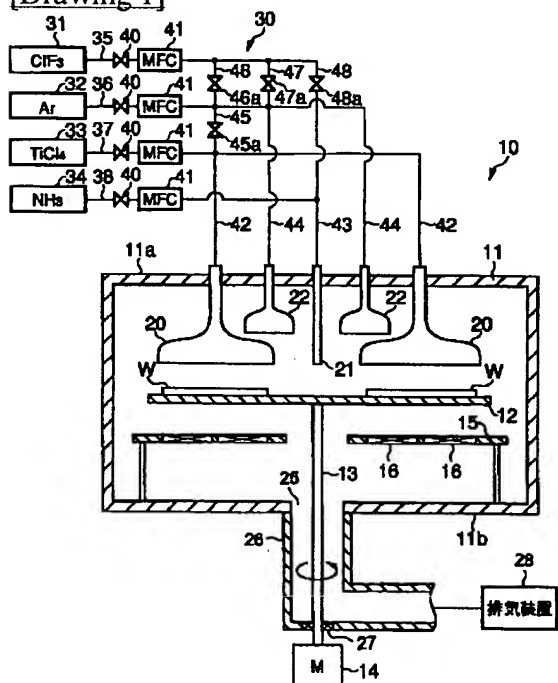 [Drawing 1]
31 35 40 41 30
ClF₃ MFC 46 47 48
32 36 40 41 46a 47a 48a
Ar MFC 45
33 37 40 41 45a
TiCl₄ MFC 10
34 38 40 41
NH₃ MFC
42 44 43 44 42
11a 11
22 22
20 20
21
W W
12
15
13 16 16
25
26 11b
28
排気装置
27
M 14